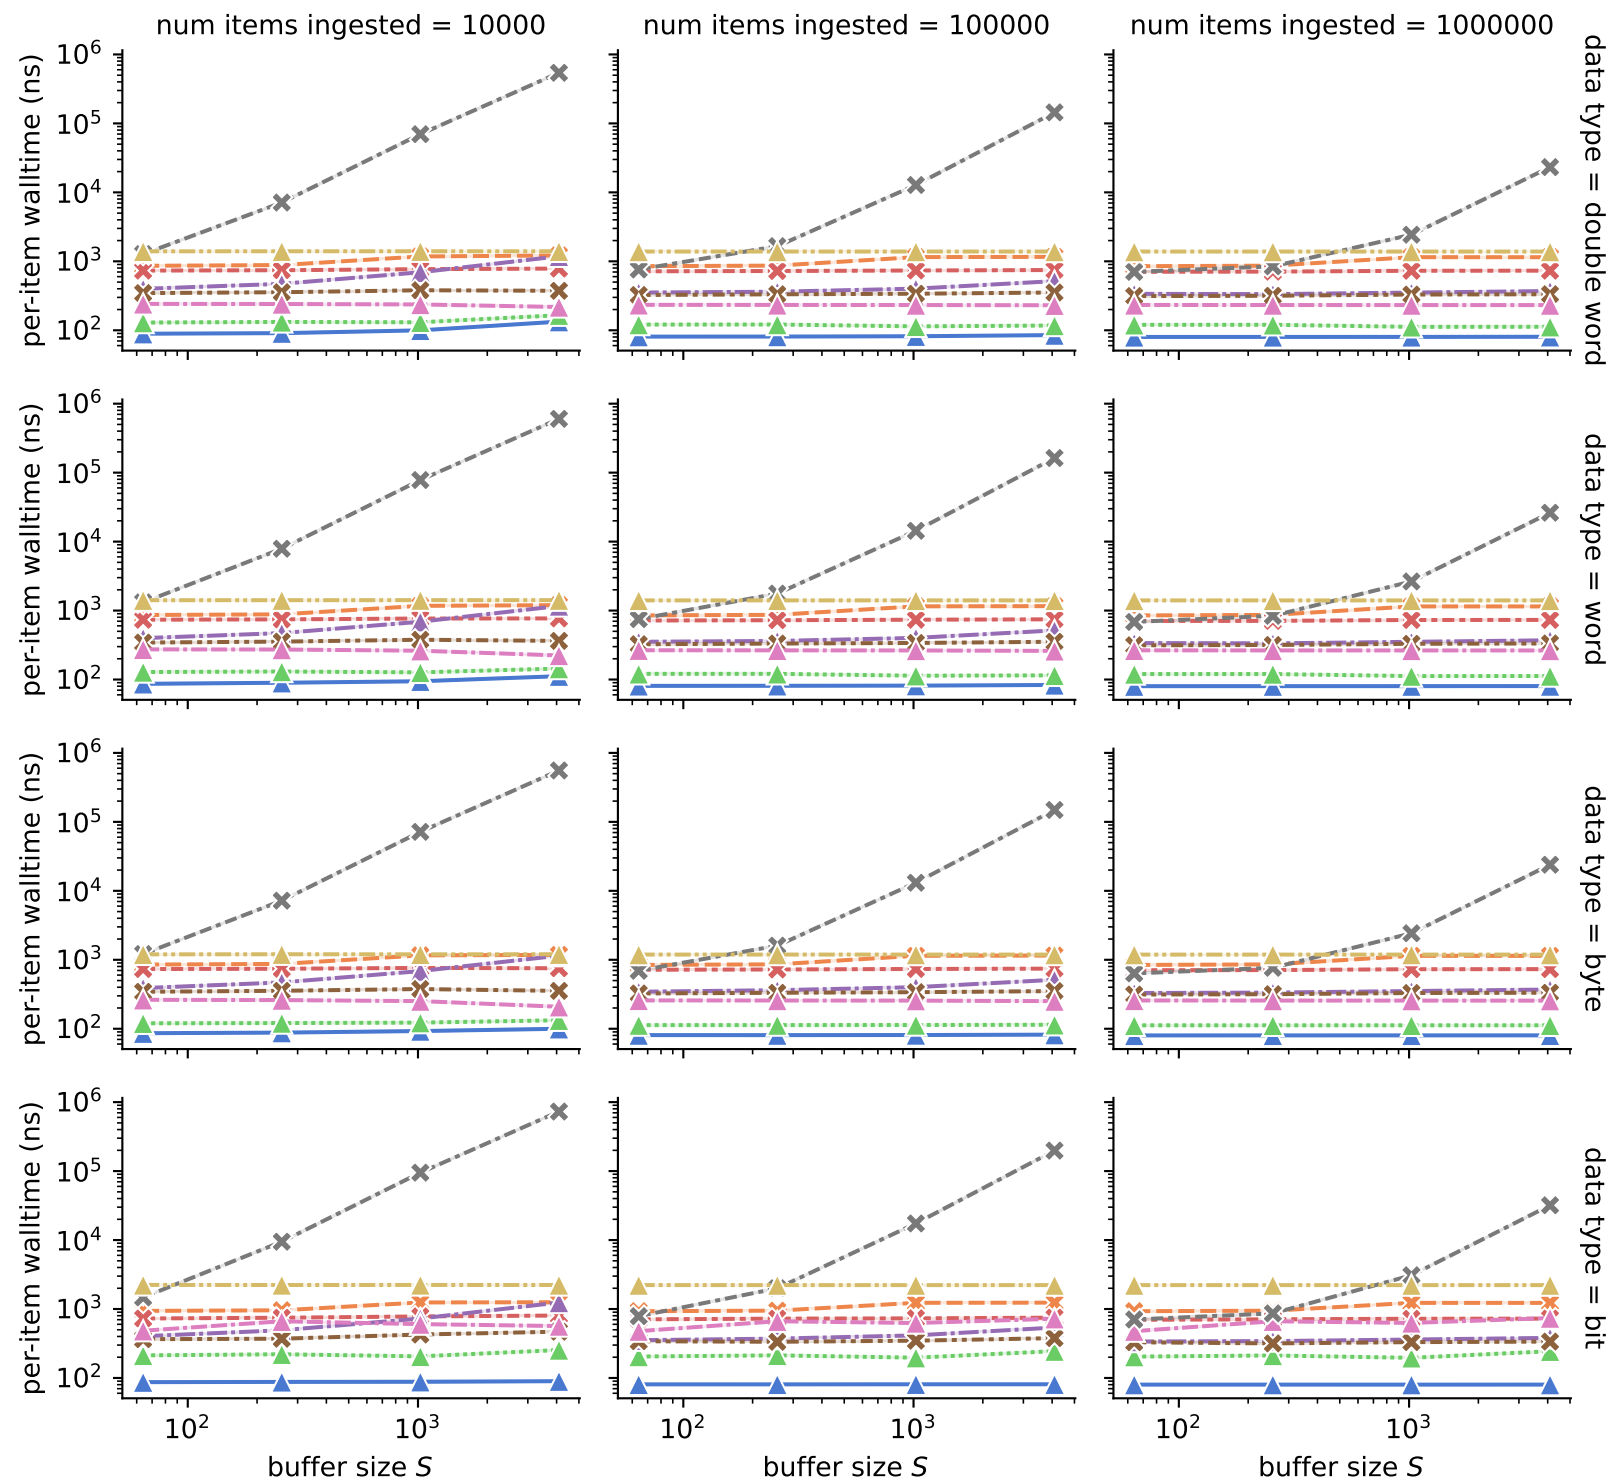 num items ingested = 10000
num items ingested = 100000
num items ingested = 1000000
per-item walltime (ns)
10^6
10^5
10^4
10^3
10^2
data type = double word
per-item walltime (ns)
10^6
10^5
10^4
10^3
10^2
data type = word
per-item walltime (ns)
10^6
10^5
10^4
10^3
10^2
data type = byte
per-item walltime (ns)
10^6
10^5
10^4
10^3
10^2
data type = bit
10^2 10^3
10^2 10^3
10^2 10^3
buffer size S
buffer size S
buffer size S